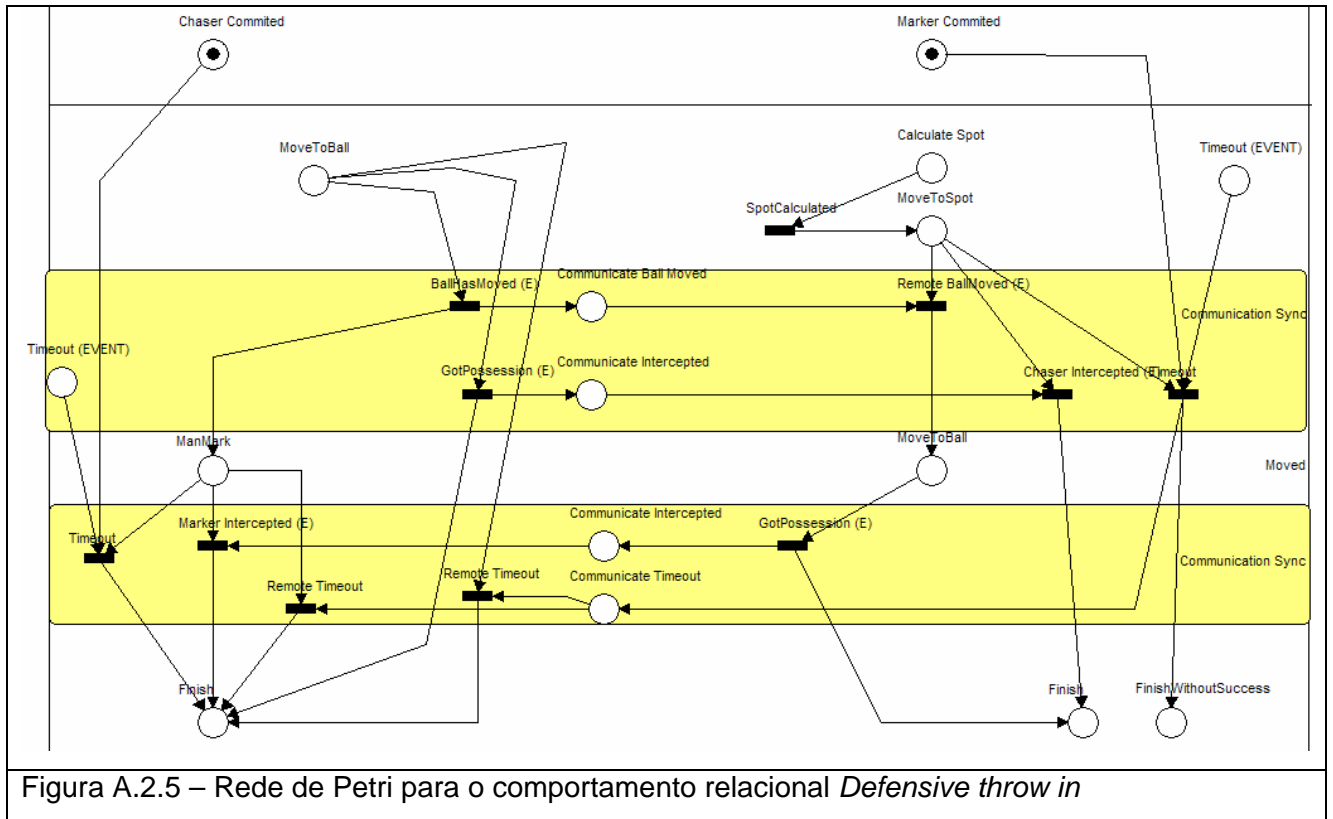 Chaser Commited
Marker Commited
MoveToBall
Calculate Spot
Timeout (EVENT)
SpotCalculated
MoveToSpot
BallHasMoved (E)
Communicate Ball Moved
Remote BallMoved (E)
Communication Sync
Timeout (EVENT)
GotPossession (E)
Communicate Intercepted
Chaser Intercepted (E)
Timeout
ManMark
MoveToBall
Moved
Timeout
Marker Intercepted (E)
Communicate Intercepted
GotPossession (E)
Communication Sync
Remote Timeout
Remote Timeout
Communicate Timeout
Finish
Finish
FinishWithoutSuccess
Figura A.2.5 – Rede de Petri para o comportamento relacional Defensive throw in